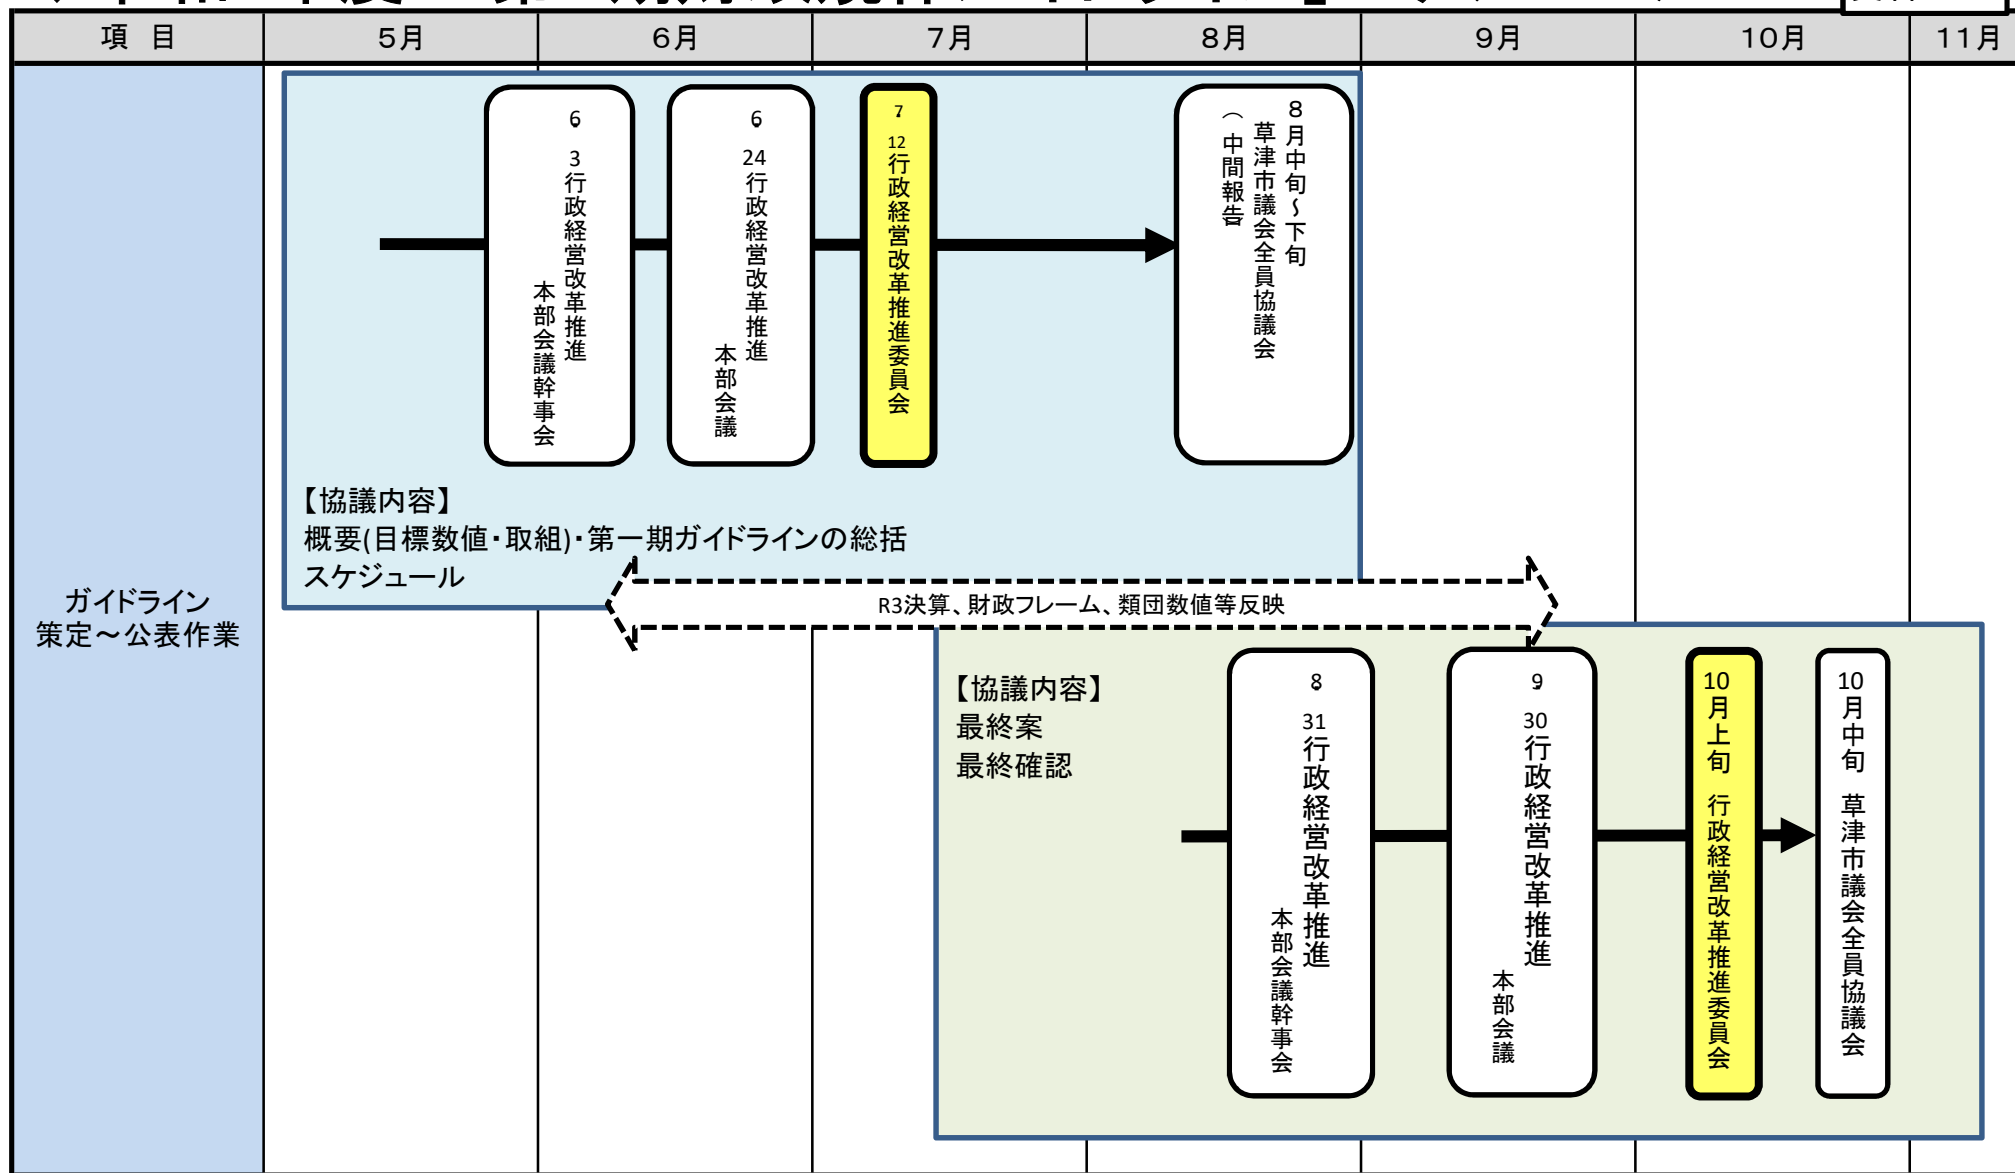 項 目
5月
6月
7月
8月
9月
10月
11月
ガイドライン
策定～公表作業
6.3行政経営改革推進
本部会議幹事会
6.24行政経営改革推進
本部会議
7.12行政経営改革推進委員会
8月中旬～下旬
草津市議会全員協議会
（中間報告
【協議内容】
概要(目標数値・取組)・第一期ガイドラインの総括
スケジュール
R3決算、財政フレーム、類団数値等反映
【協議内容】
最終案
最終確認
8.31行政経営改革推進
本部会議幹事会
9.30行政経営改革推進
本部会議
10月上旬 行政経営改革推進委員会
10月中旬 草津市議会全員協議会